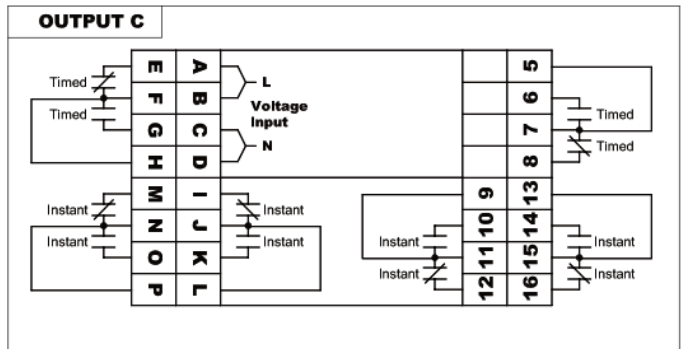 OUTPUT C
E A 5
Timed L
F B 6
Voltage
Timed Input Timed
G C 7
N Timed
H D 8
M I 9 13
Instant Instant
N J 10 14
Instant Instant Instant Instant
O K 11 15
Instant Instant
P L 12 16